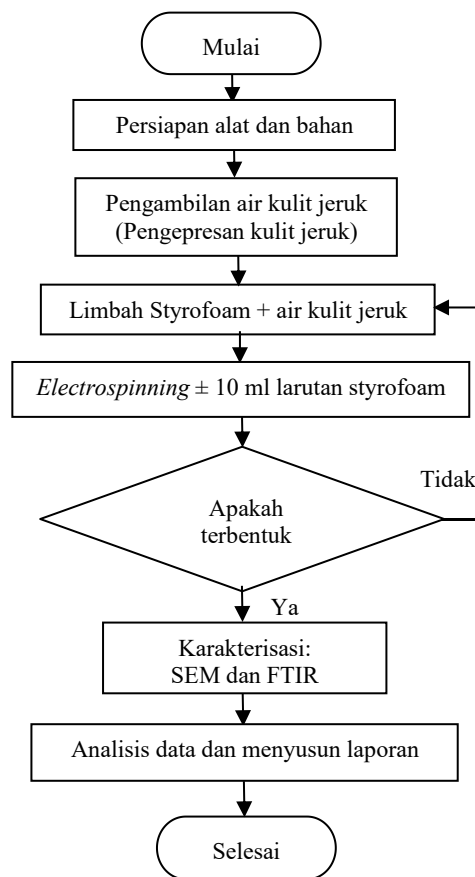 Mulai
Persiapan alat dan bahan
Pengambilan air kulit jeruk
(Pengepresan kulit jeruk)
Limbah Styrofoam + air kulit jeruk
Electrospinning ± 10 ml larutan styrofoam
Tidak
Apakah
terbentuk
Ya
Karakterisasi:
SEM dan FTIR
Analisis data dan menyusun laporan
Selesai